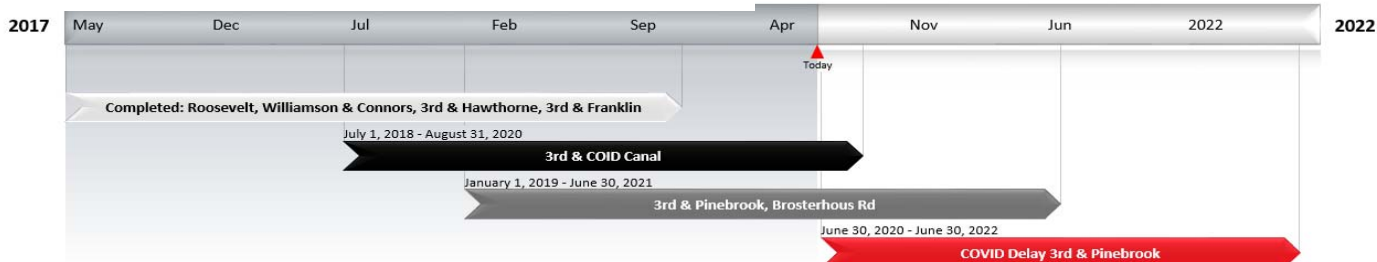 2017 May Dec Jul Feb Sep Apr Nov Jun 2022 2022
Today
Completed: Roosevelt, Williamson & Connors, 3rd & Hawthorne, 3rd & Franklin
July 1, 2018 - August 31, 2020
3rd & COID Canal
January 1, 2019 - June 30, 2021
3rd & Pinebrook, Brosterhous Rd
June 30, 2020 - June 30, 2022
COVID Delay 3rd & Pinebrook